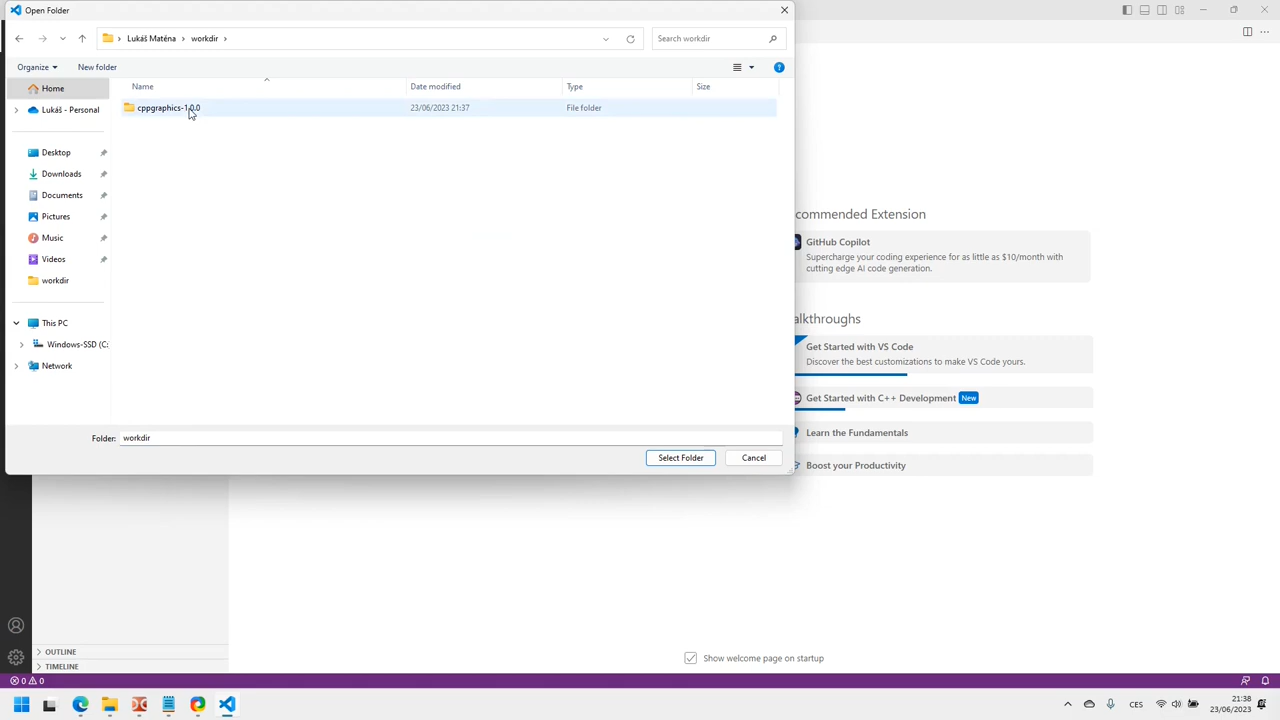 Open Folder
Lukáš Matěna
workdir
Search workdir
Organize
New folder
Home
Lukáš - Personal
Desktop
Downloads
Documents
Pictures
Music
Videos
workdir
This PC
Windows-SSD (C:
Network
Name
Date modified
Type
Size
cppgraphics-1.0.0
23/06/2023 21:37
File folder
Folder:
workdir
Select Folder
Cancel
commended Extension
GitHub Copilot
Supercharge your coding experience for as little as $10/month with
cutting edge AI code generation.
alkthroughs
Get Started with VS Code
Discover the best customizations to make VS Code yours.
Get Started with C++ Development New
Learn the Fundamentals
Boost your Productivity
OUTLINE
TIMELINE
Show welcome page on startup
0 0
CES
21:38
23/06/2023